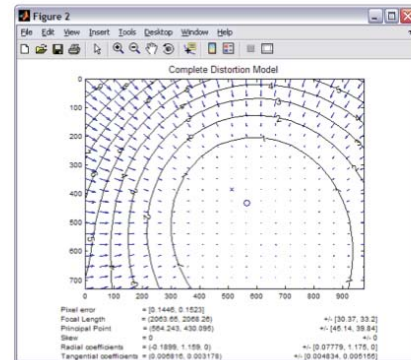 Figure 2
File Edit View Insert Tools Desktop Window Help
Complete Distortion Model
0
100
200
300
400
500
600
700
0 100 200 300 400 500 600 700 800 900
Pixel error = [0.1446, 0.1523]
Focal Length = (2063.65, 2068.26) +/- [30.37, 33.2]
Principal Point = (564.243, 430.095) +/- [45.14, 39.84]
Skew = 0 +/- 0
Radial coefficients = (-0.1899, 1.159, 0) +/- [0.07779, 1.175, 0]
Tangential coefficients = (0.006816, 0.003178) +/- [0.004834, 0.005156]